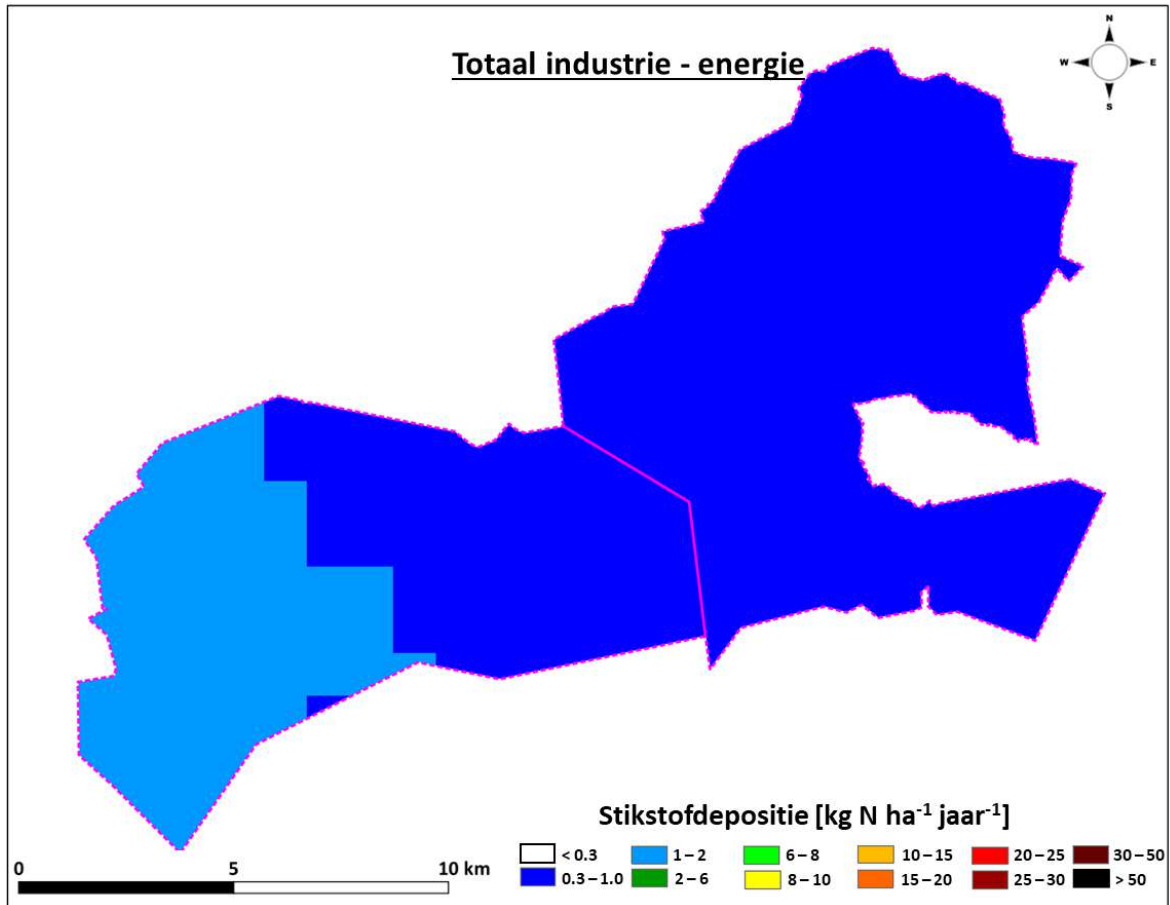 Totaal industrie - energie
N
W E
S
Stikstofdepositie [kg N ha⁻¹ jaar⁻¹]
< 0.3 1 – 2 6 – 8 10 – 15 20 – 25 30 – 50
0.3 – 1.0 2 – 6 8 – 10 15 – 20 25 – 30 > 50
0 5 10 km